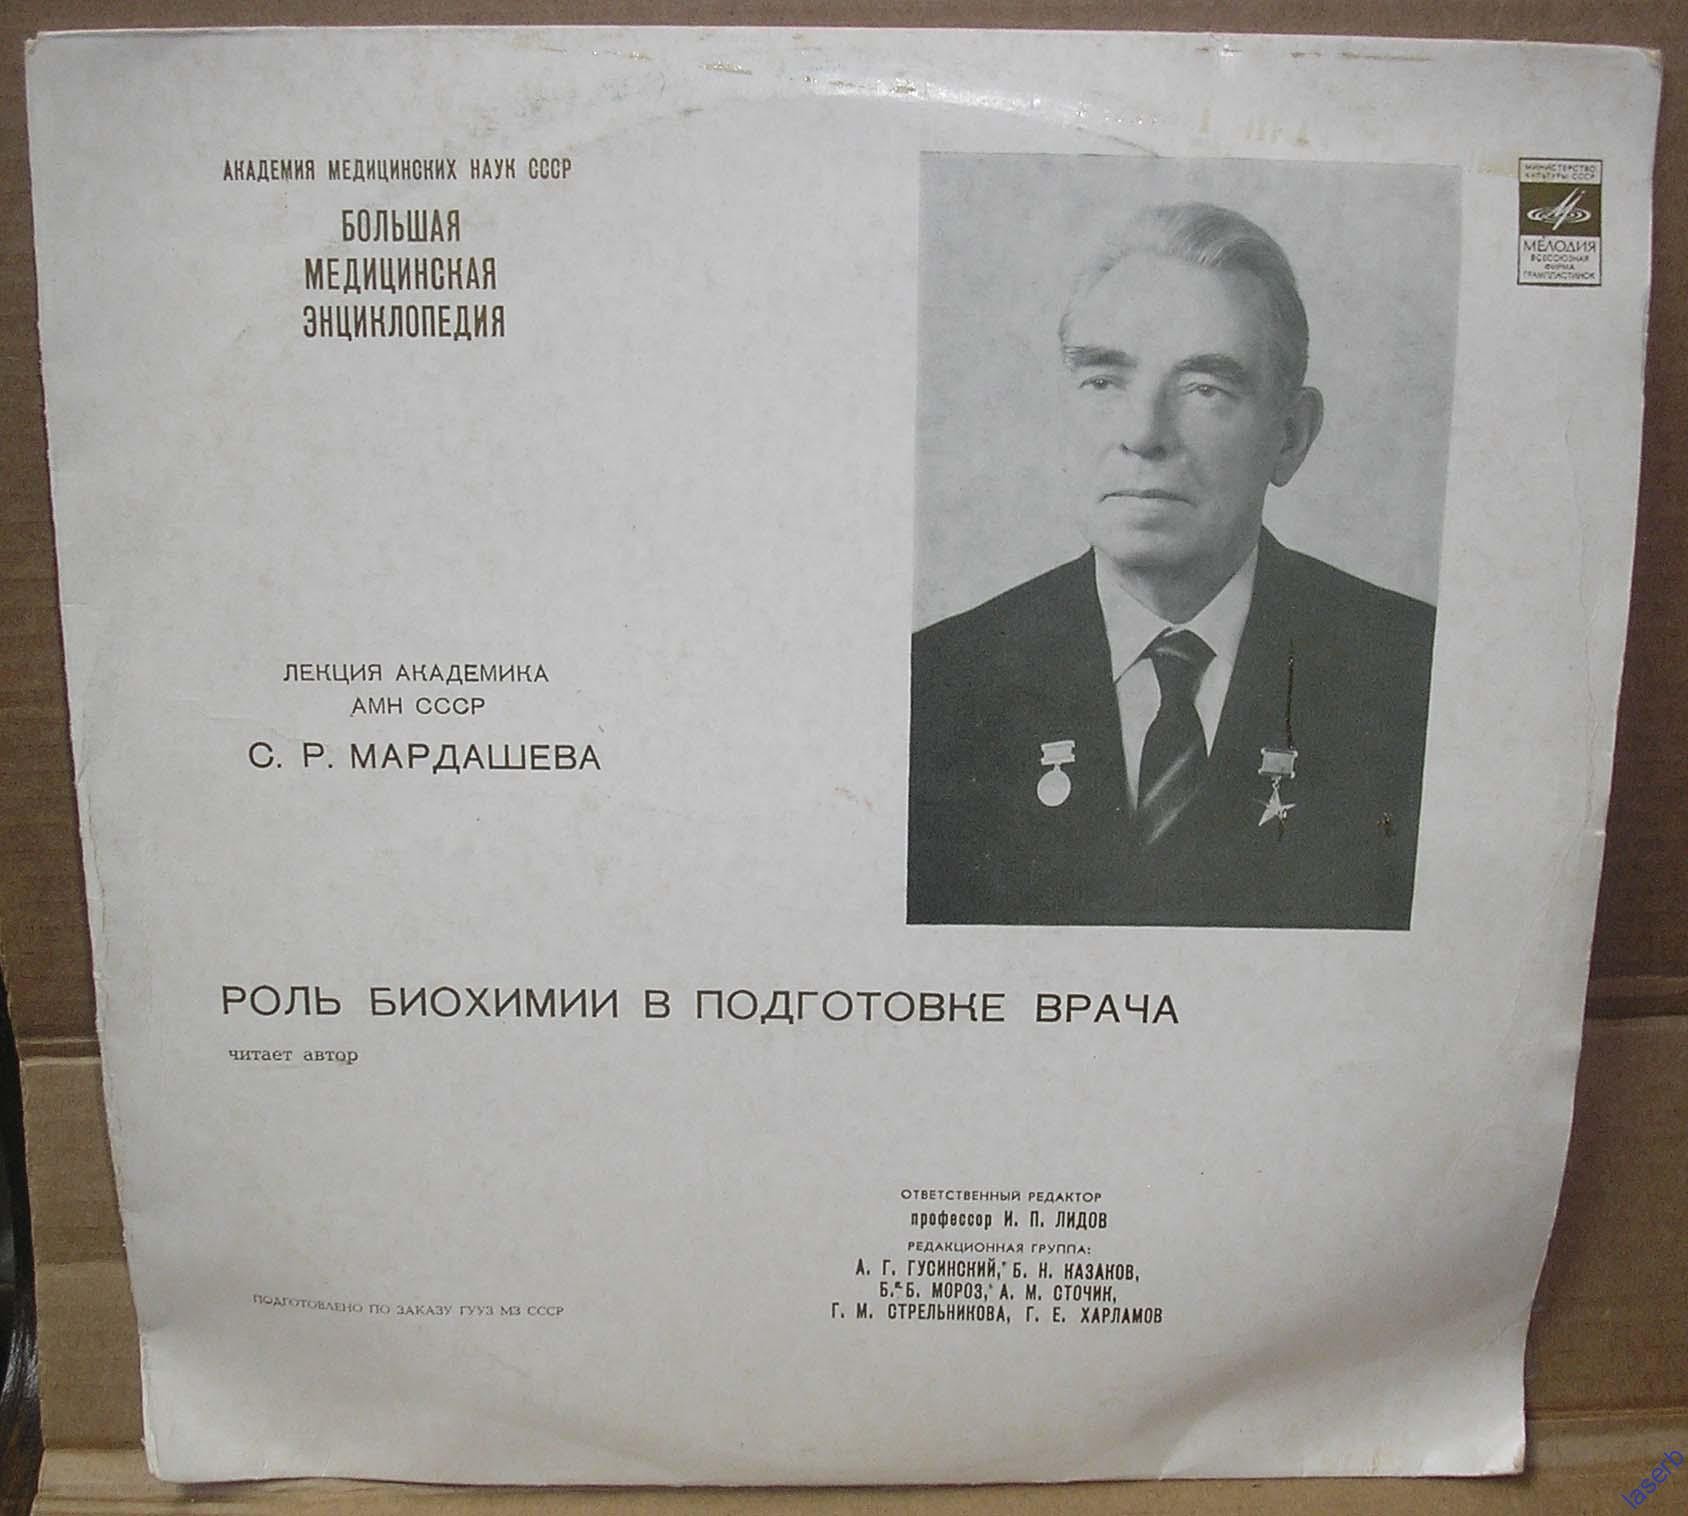 АКАДЕМИЯ МЕДИЦИНСКИХ НАУК СССР
БОЛЬШАЯ
МЕДИЦИНСКАЯ
ЭНЦИКЛОПЕДИЯ
МИНИСТЕРСТВО
КУЛЬТУРЫ СССР
МЕЛОДИЯ
ВСЕСОЮЗНАЯ
ФИРМА
ГРАМПЛАСТИНОК
ЛЕКЦИЯ АКАДЕМИКА
АМН СССР
С. Р. МАРДАШЕВА
РОЛЬ БИОХИМИИ В ПОДГОТОВКЕ ВРАЧА
читает автор
ОТВЕТСТВЕННЫЙ РЕДАКТОР
профессор И. П. ЛИДОВ
РЕДАКЦИОННАЯ ГРУППА:
А. Г. ГУСИНСКИЙ, Б. Н. КАЗАКОВ,
Б. Б. МОРОЗ, А. М. СТОЧИК,
Г. М. СТРЕЛЬНИКОВА, Г. Е. ХАРЛАМОВ
ПОДГОТОВЛЕНО ПО ЗАКАЗУ ГУУЗ МЗ СССР
laserb